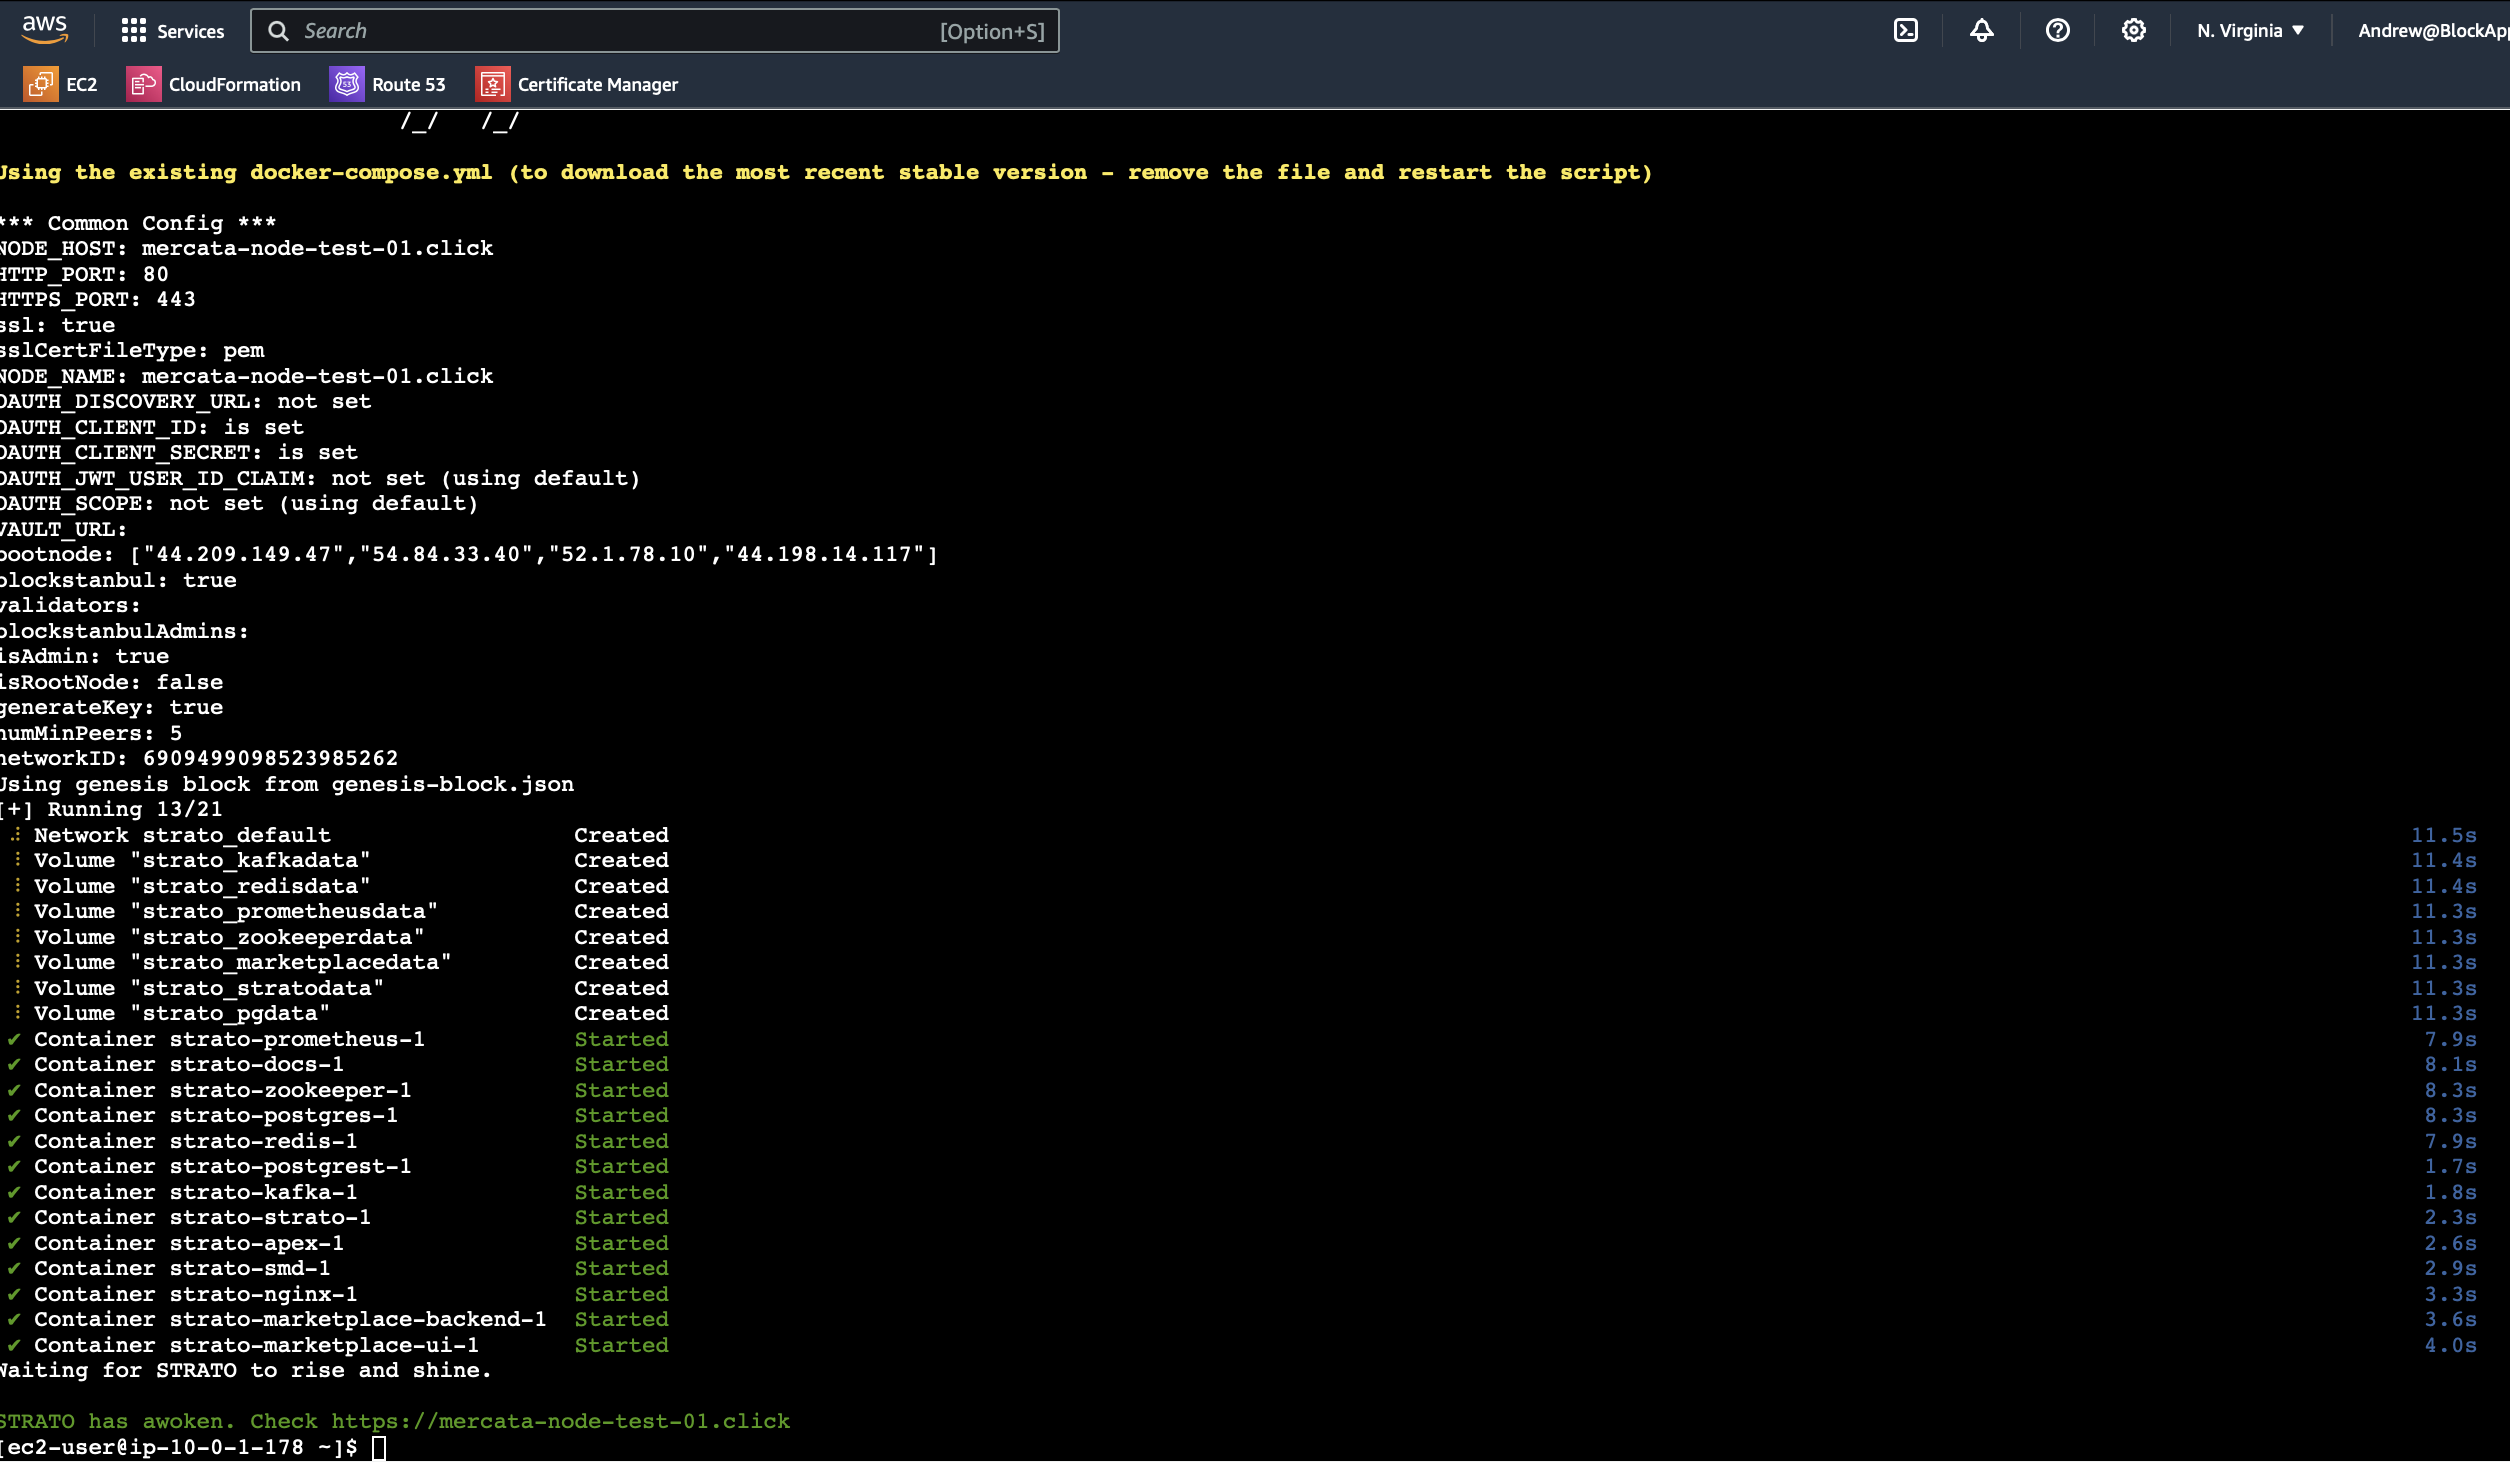 aws Services Search [Option+S] N. Virginia ▼ Andrew@BlockAp
EC2 CloudFormation Route 53 Certificate Manager
/_/ /_/
Using the existing docker-compose.yml (to download the most recent stable version - remove the file and restart the script)
*** Common Config ***
NODE_HOST: mercata-node-test-01.click
HTTP_PORT: 80
HTTPS_PORT: 443
ssl: true
sslCertFileType: pem
NODE_NAME: mercata-node-test-01.click
OAUTH_DISCOVERY_URL: not set
OAUTH_CLIENT_ID: is set
OAUTH_CLIENT_SECRET: is set
OAUTH_JWT_USER_ID_CLAIM: not set (using default)
OAUTH_SCOPE: not set (using default)
VAULT_URL:
bootnode: ["44.209.149.47","54.84.33.40","52.1.78.10","44.198.14.117"]
blockstanbul: true
validators:
blockstanbulAdmins:
isAdmin: true
isRootNode: false
generateKey: true
numMinPeers: 5
networkID: 6909499098523985262
Using genesis block from genesis-block.json
[+] Running 13/21
Network strato_default Created 11.5s
Volume "strato_kafkadata" Created 11.4s
Volume "strato_redisdata" Created 11.4s
Volume "strato_prometheusdata" Created 11.3s
Volume "strato_zookeeperdata" Created 11.3s
Volume "strato_marketplacedata" Created 11.3s
Volume "strato_stratodata" Created 11.3s
Volume "strato_pgdata" Created 11.3s
✔ Container strato-prometheus-1 Started 7.9s
✔ Container strato-docs-1 Started 8.1s
✔ Container strato-zookeeper-1 Started 8.3s
✔ Container strato-postgres-1 Started 8.3s
✔ Container strato-redis-1 Started 7.9s
✔ Container strato-postgrest-1 Started 1.7s
✔ Container strato-kafka-1 Started 1.8s
✔ Container strato-strato-1 Started 2.3s
✔ Container strato-apex-1 Started 2.6s
✔ Container strato-smd-1 Started 2.9s
✔ Container strato-nginx-1 Started 3.3s
✔ Container strato-marketplace-backend-1 Started 3.6s
✔ Container strato-marketplace-ui-1 Started 4.0s
Waiting for STRATO to rise and shine.
STRATO has awoken. Check https://mercata-node-test-01.click
[ec2-user@ip-10-0-1-178 ~]$